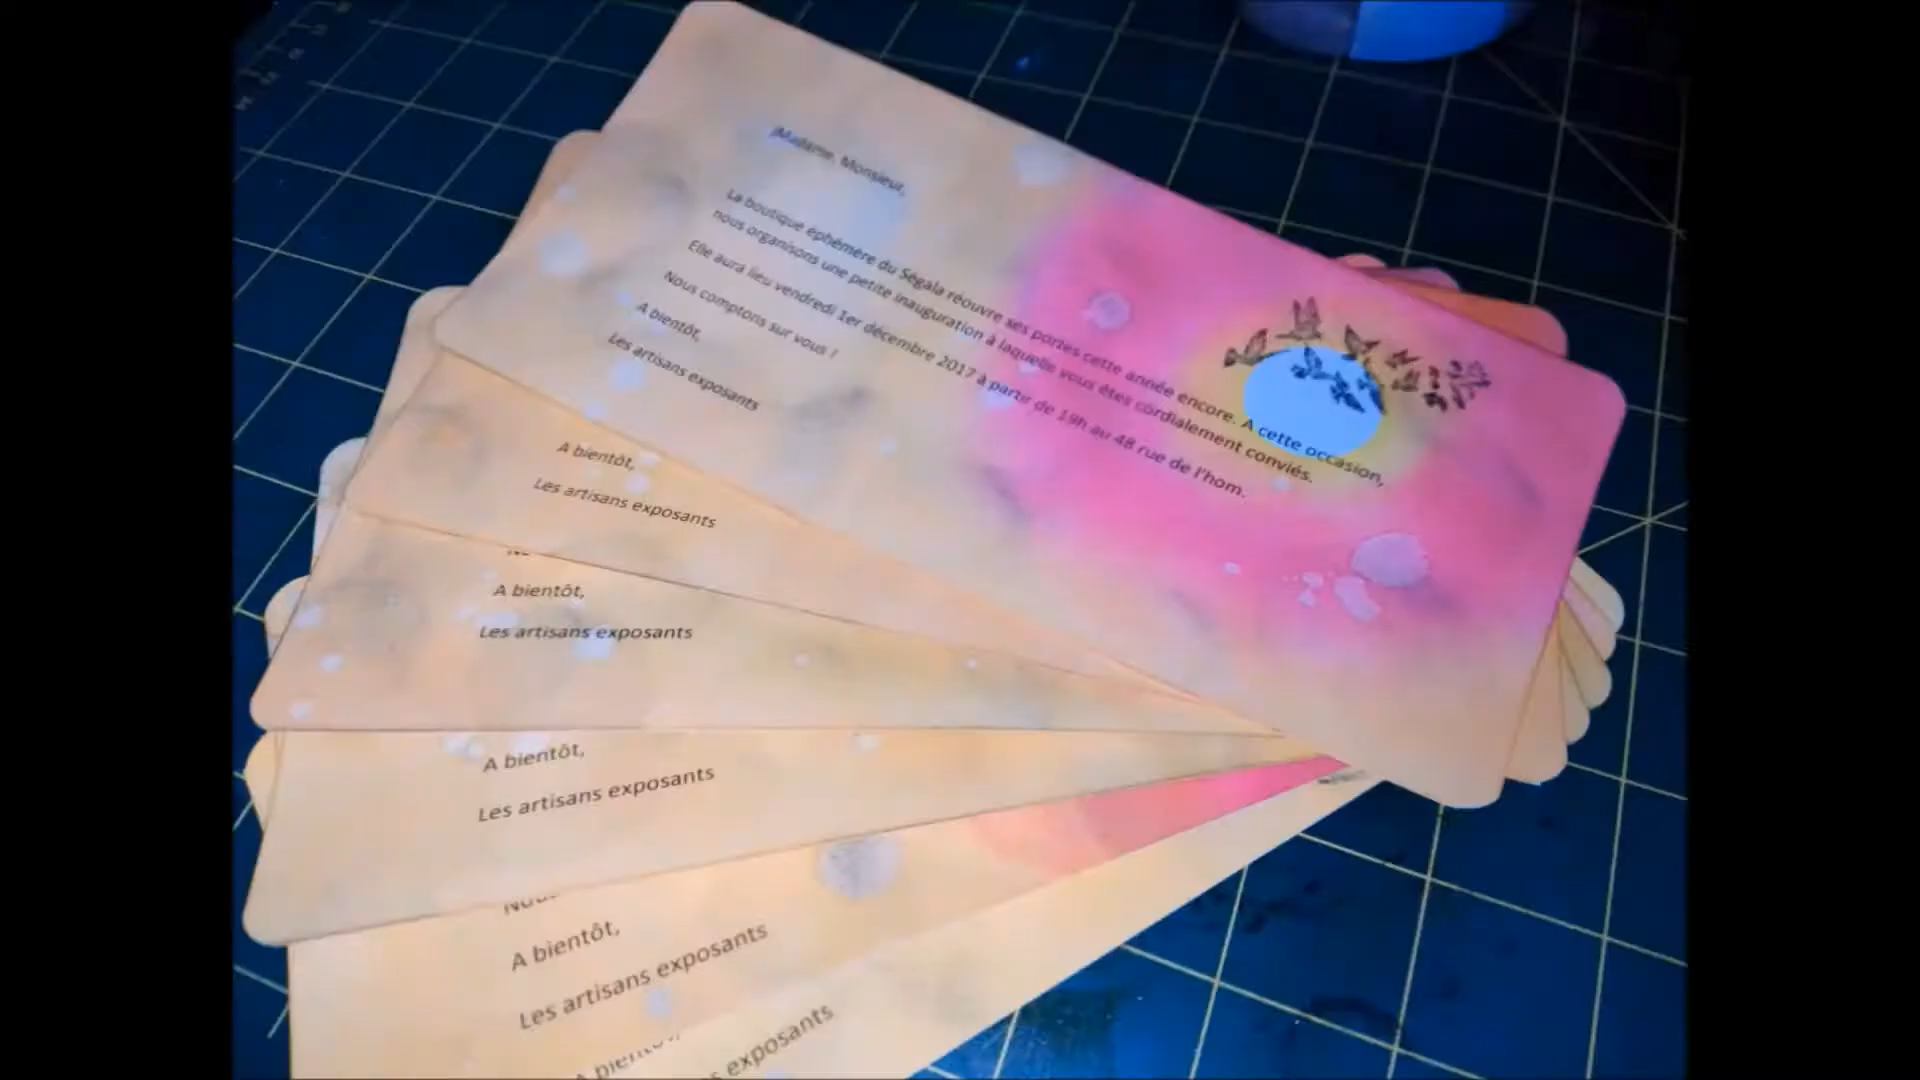 Madame, Monsieur,
La boutique éphémère du Ségala réouvre ses portes cette année encore. A cette occasion,
nous organisons une petite inauguration à laquelle vous êtes cordialement conviés.
Elle aura lieu vendredi 1er décembre 2017 à partir de 19h au 48 rue de l'hom.
Nous comptons sur vous !
A bientôt,
Les artisans exposants
A bientôt,
Les artisans exposants
A bientôt,
Les artisans exposants
A bientôt,
Les artisans exposants
A bientôt,
Les artisans exposants
A bientôt,
exposants